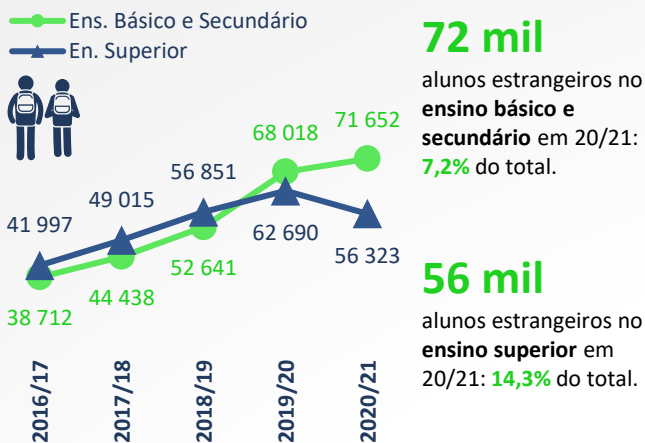 Ens. Básico e Secundário
En. Superior
41 997
49 015
56 851
68 018
71 652
38 712
44 438
52 641
62 690
56 323
2016/17
2017/18
2018/19
2019/20
2020/21
72 mil
alunos estrangeiros no
ensino básico e
secundário em 20/21:
7,2% do total.
56 mil
alunos estrangeiros no
ensino superior em
20/21: 14,3% do total.